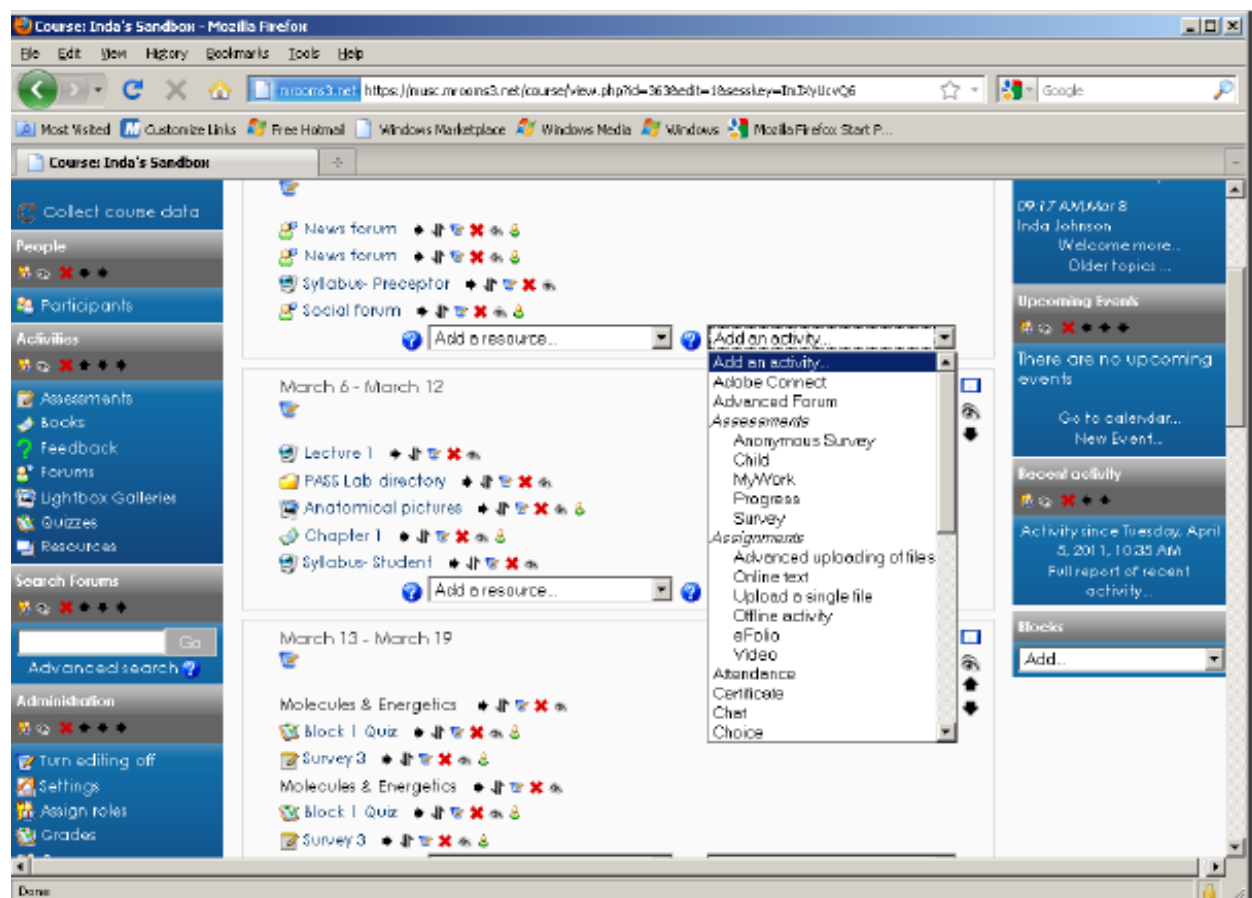 Course: Inda's Sandbox - Mozilla Firefox
File Edit View History Bookmarks Tools Help
mrooms3.net https://musc.mrooms3.net/course/view.php?id=363&edit=1&sesskey= Google
Most Visited Customize Links Free Hotmail Windows Marketplace Windows Media Windows Mozilla Firefox Start P...
Course: Inda's Sandbox
Collect course data
People
Participants
Activities
Assessments
Books
Feedback
Forums
Lightbox Galleries
Quizzes
Resources
Search Forums
Go
Advanced search
Administration
Turn editing off
Settings
Assign roles
Grades
News forum
News forum
Syllabus- Preceptor
Social forum
Add a resource... Add an activity...
March 6 - March 12
Lecture 1
PASS Lab directory
Anatomical pictures
Chapter 1
Syllabus- Student
Add a resource...
March 13 - March 19
Molecules & Energetics
Block I Quiz
Survey 3
Molecules & Energetics
Block I Quiz
Survey 3
Add an activity...
Adobe Connect
Advanced Forum
Assessments
Anonymous Survey
Child
MyWork
Progress
Survey
Assignments
Advanced uploading of files
Online text
Upload a single file
Offline activity
eFolio
Video
Attendance
Certificate
Chat
Choice
09:17 AM, Mar 8
Inda Johnson
Welcome more...
Older topics ...
Upcoming Events
There are no upcoming
events
Go to calendar...
New Event...
Recent activity
Activity since Tuesday, April
5, 2011, 10:35 AM
Full report of recent
activity...
Blocks
Add...
Done